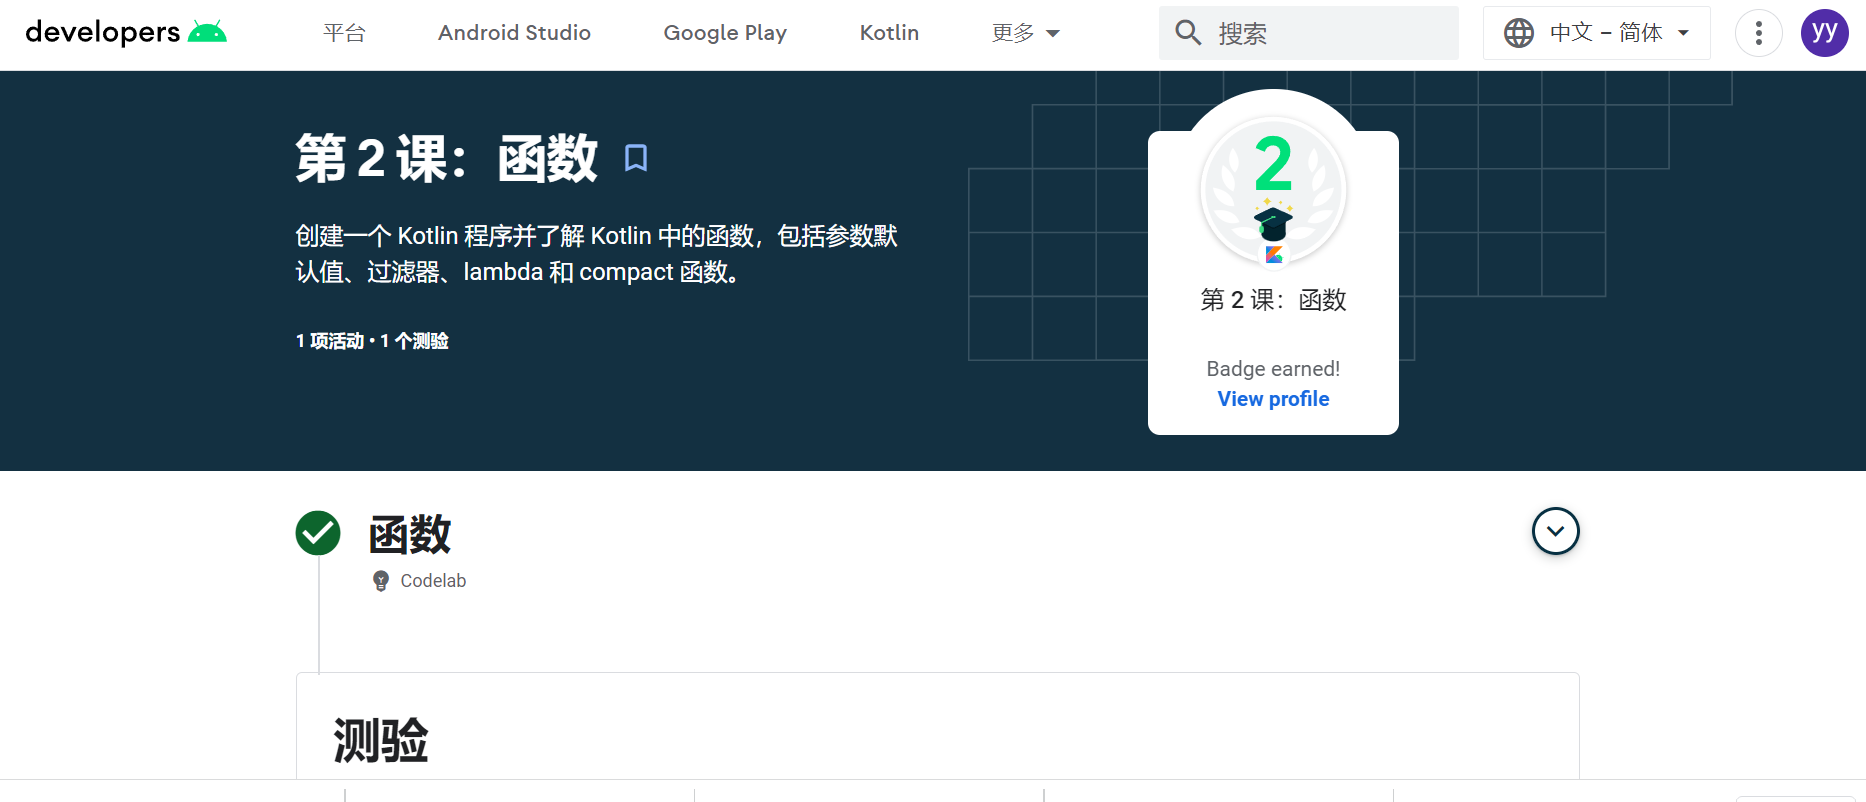 developers
平台
Android Studio
Google Play
Kotlin
更多
搜索
中文 – 简体
yy
第 2 课：函数
创建一个 Kotlin 程序并了解 Kotlin 中的函数，包括参数默
认值、过滤器、lambda 和 compact 函数。
1 项活动 • 1 个测验
2
第 2 课：函数
Badge earned!
View profile
函数
Codelab
测验